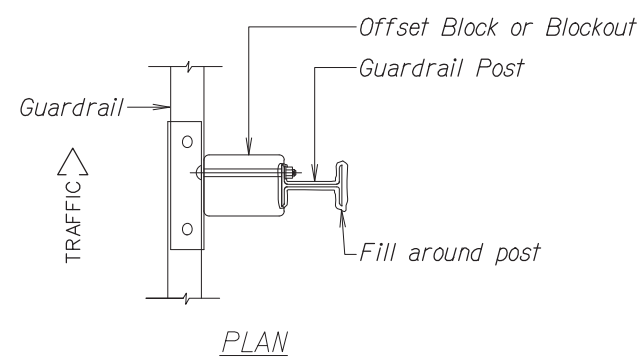 Offset Block or Blockout
Guardrail Post
Guardrail
TRAFFIC
Fill around post
PLAN